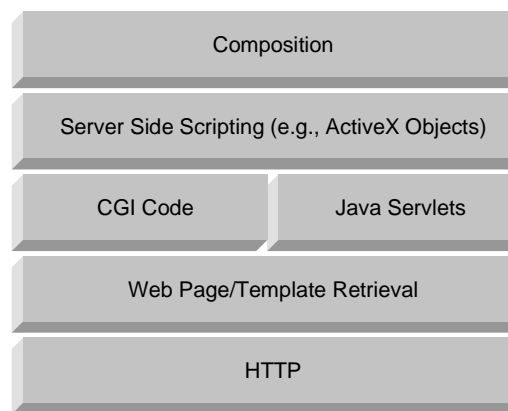 Composition
Server Side Scripting (e.g., ActiveX Objects)
CGI Code
Java Servlets
Web Page/Template Retrieval
HTTP